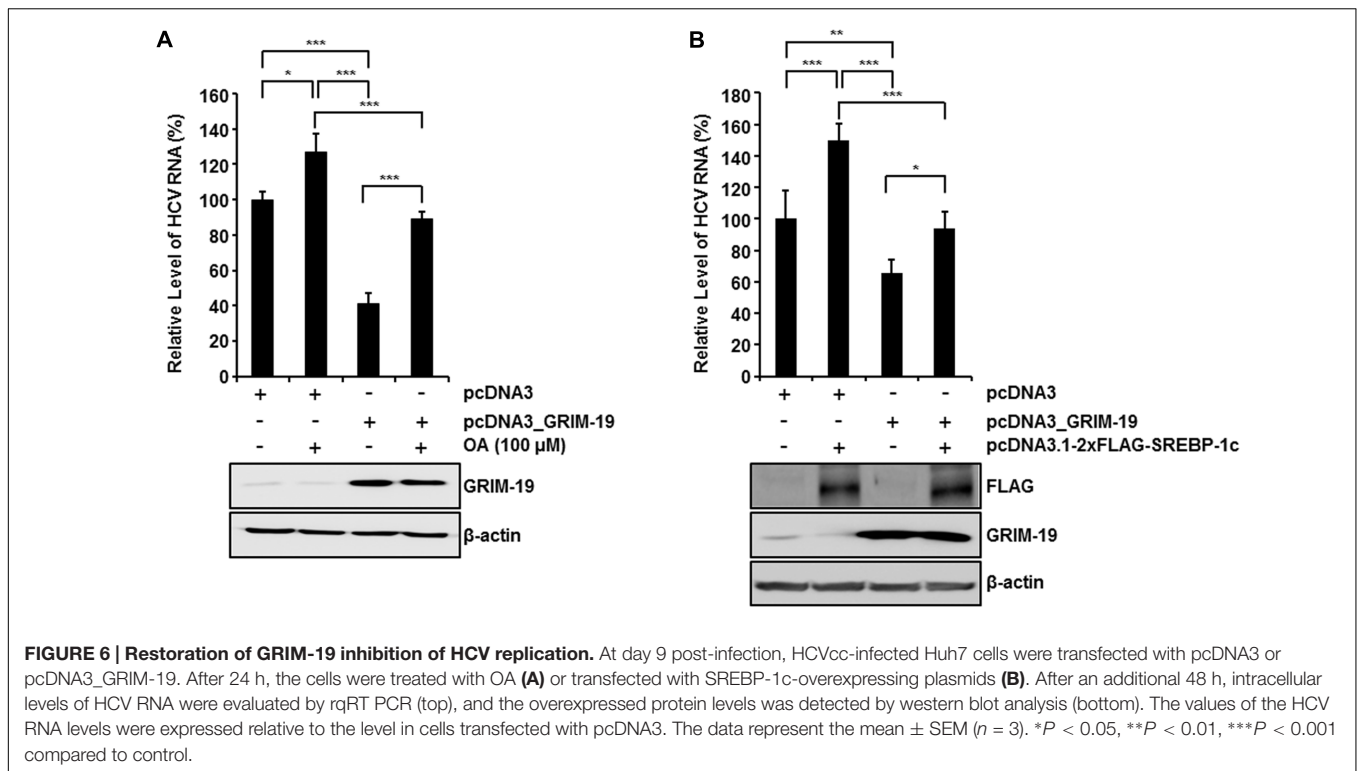 A
***
* ***
***
***
Relative Level of HCV RNA (%)
160
140
120
100
80
60
40
20
0
+ + - - pcDNA3
- - + + pcDNA3_GRIM-19
- + - + OA (100 µM)
GRIM-19
β-actin
B
**
*** ***
***
*
Relative Level of HCV RNA (%)
180
160
140
120
100
80
60
40
20
0
+ + - - pcDNA3
- - + + pcDNA3_GRIM-19
- + - + pcDNA3.1-2xFLAG-SREBP-1c
FLAG
GRIM-19
β-actin
FIGURE 6 | Restoration of GRIM-19 inhibition of HCV replication. At day 9 post-infection, HCVcc-infected Huh7 cells were transfected with pcDNA3 or
pcDNA3_GRIM-19. After 24 h, the cells were treated with OA (A) or transfected with SREBP-1c-overexpressing plasmids (B). After an additional 48 h, intracellular
levels of HCV RNA were evaluated by rqRT PCR (top), and the overexpressed protein levels was detected by western blot analysis (bottom). The values of the HCV
RNA levels were expressed relative to the level in cells transfected with pcDNA3. The data represent the mean ± SEM (n = 3). *P < 0.05, **P < 0.01, ***P < 0.001
compared to control.